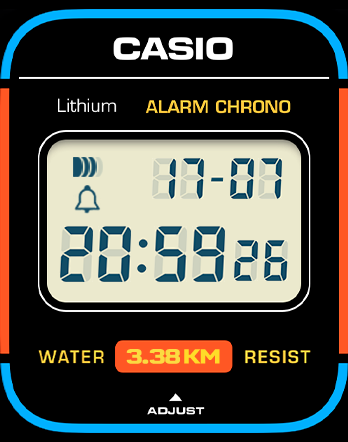 CASIO
Lithium ALARM CHRONO
17-07
20:59 26
WATER 3.38 KM RESIST
ADJUST